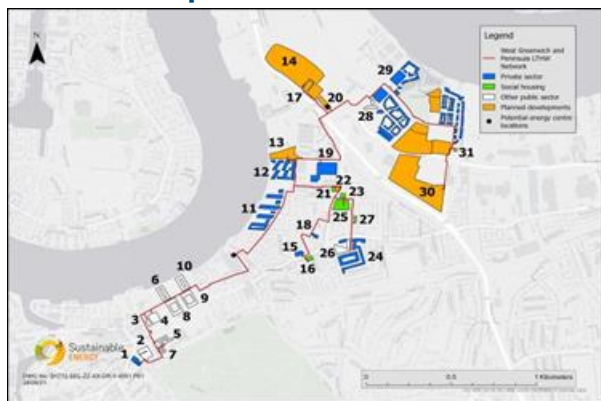 N
Legend
West Greenwich and
Peninsula LTHW
Network
Private sector
Social housing
Other public sector
Planned developments
Potential energy centre
locations
14
29
17
20
28
13
19
12
31
22
21
23
30
11
25
27
18
15
26
24
16
10
6
9
8
3
4
5
2
1
7
Sustainable
ENERGY
0
0.5
1 Kilometers